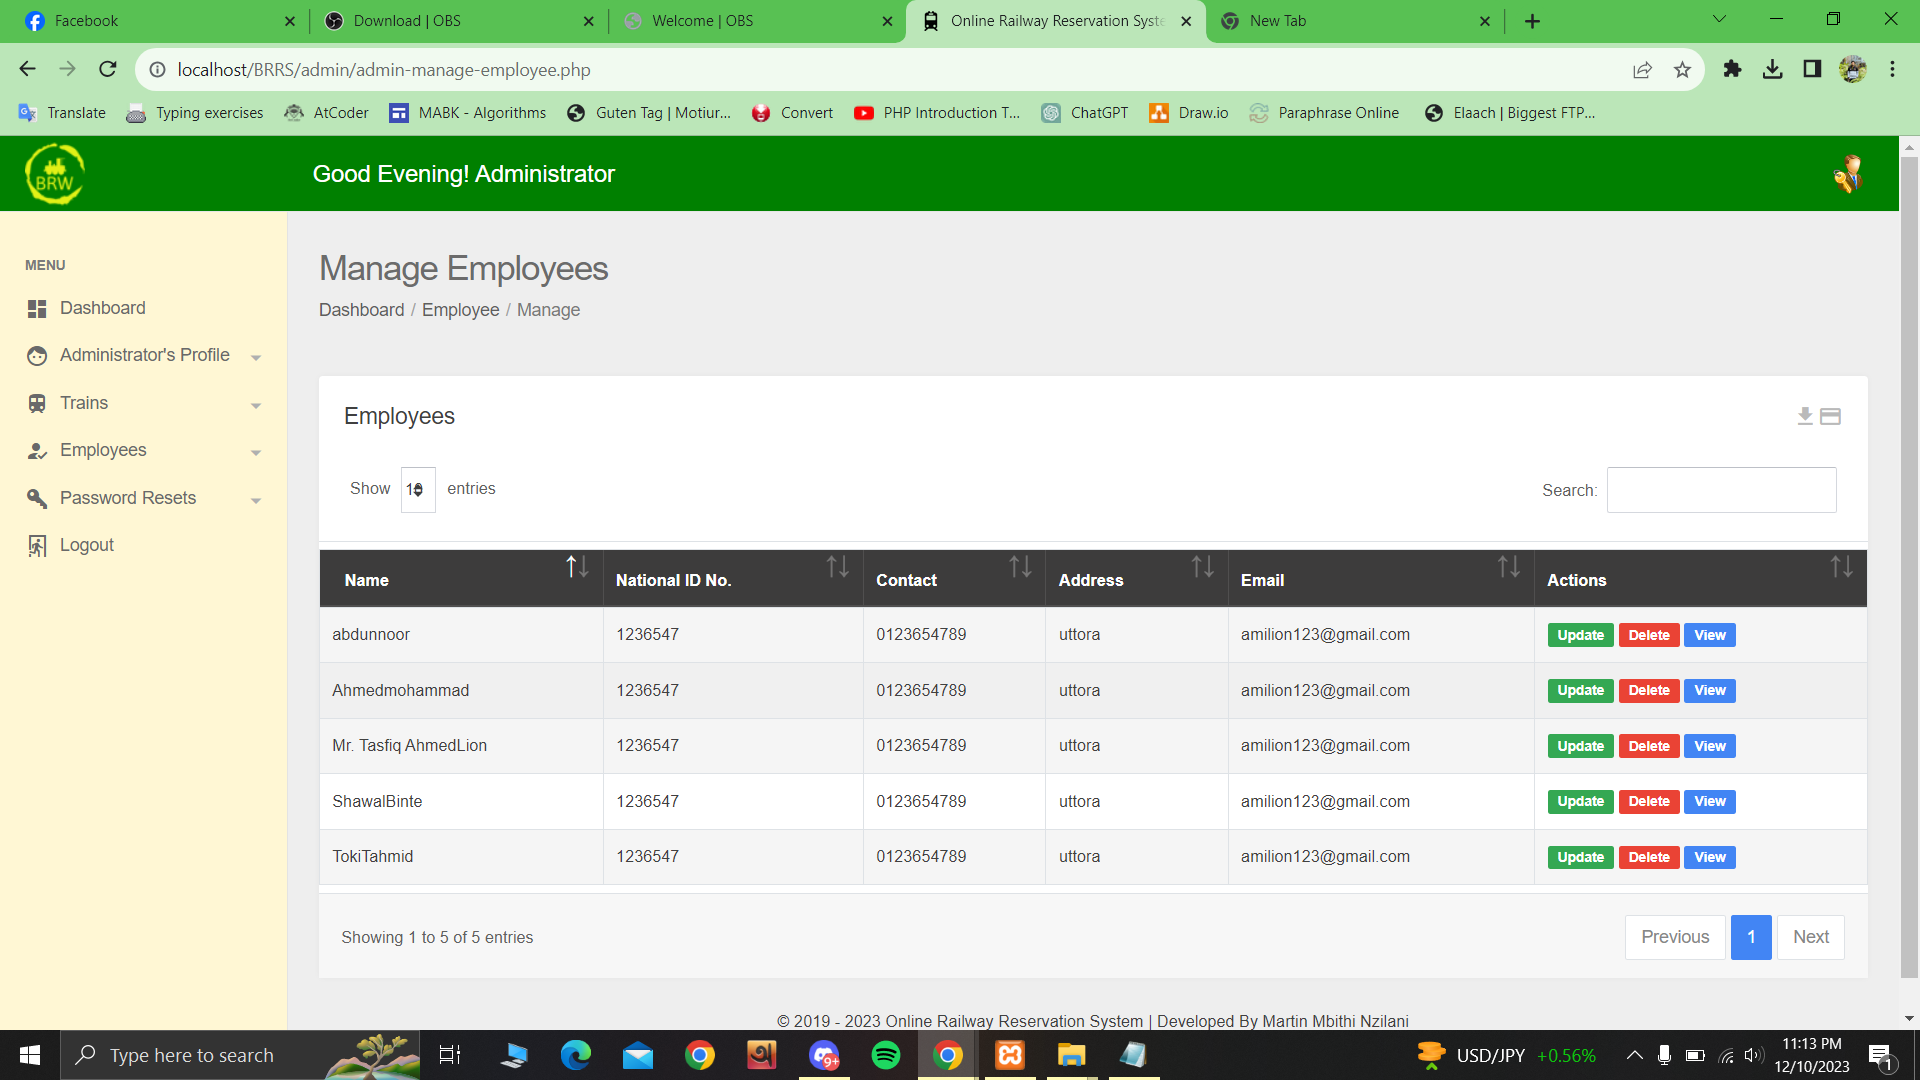 Facebook
Download | OBS
Welcome | OBS
Online Railway Reservation Syste
New Tab
localhost/BRRS/admin/admin-manage-employee.php
Translate
Typing exercises
AtCoder
MABK - Algorithms
Guten Tag | Motiur...
Convert
PHP Introduction T...
ChatGPT
Draw.io
Paraphrase Online
Elaach | Biggest FTP...
BRW
Good Evening! Administrator
MENU
Dashboard
Administrator's Profile
Trains
Employees
Password Resets
Logout
Manage Employees
Dashboard / Employee / Manage
Employees
Show 10 entries
Search:
Name National ID No. Contact Address Email Actions
abdunnoor 1236547 0123654789 uttora amilion123@gmail.com Update Delete View
Ahmedmohammad 1236547 0123654789 uttora amilion123@gmail.com Update Delete View
Mr. Tasfiq AhmedLion 1236547 0123654789 uttora amilion123@gmail.com Update Delete View
ShawalBinte 1236547 0123654789 uttora amilion123@gmail.com Update Delete View
TokiTahmid 1236547 0123654789 uttora amilion123@gmail.com Update Delete View
Showing 1 to 5 of 5 entries
Previous 1 Next
© 2019 - 2023 Online Railway Reservation System | Developed By Martin Mbithi Nzilani
Type here to search
9+
USD/JPY +0.56%
11:13 PM
12/10/2023
1